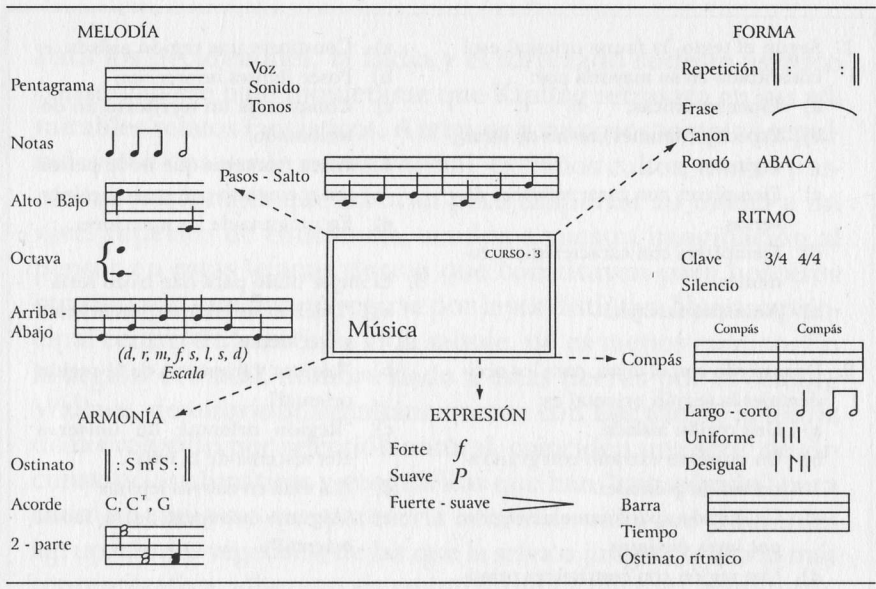 MELODÍA
Pentagrama
Voz
Sonido
Tonos
Notas
Pasos - Salto
Alto - Bajo
Octava
Arriba -
Abajo
(d, r, m, f, s, l, s, d)
Escala
CURSO - 3
Música
FORMA
Repetición
Frase
Canon
Rondó ABACA
RITMO
Clave 3/4 4/4
Silencio
Compás Compás
Compás
Largo - corto
Uniforme
Desigual
Barra
Tiempo
Ostinato rítmico
ARMONÍA
Ostinato : S m S :
Acorde G, C, G
2 - parte
EXPRESIÓN
Forte f
Suave p
Fuerte - suave